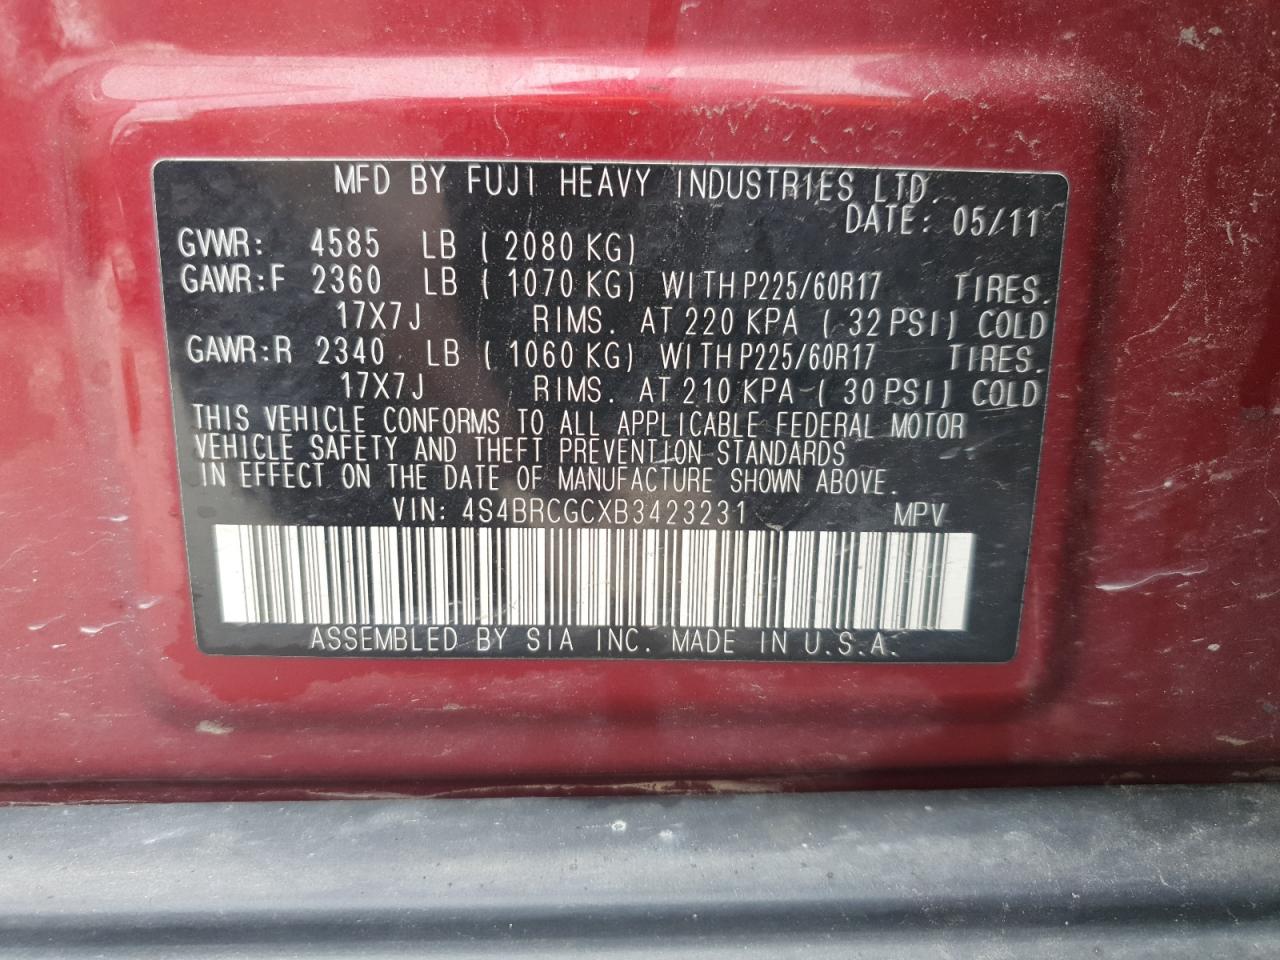 MFD BY FUJI HEAVY INDUSTRIES LTD.
DATE: 05/11
GVWR: 4585 LB (2080 KG)
GAWR:F 2360 LB (1070 KG) WITH P225/60R17 TIRES.
17X7J RIMS. AT 220 KPA (32 PSI) COLD
GAWR:R 2340 LB (1060 KG) WITH P225/60R17 TIRES.
17X7J RIMS. AT 210 KPA (30 PSI) COLD
THIS VEHICLE CONFORMS TO ALL APPLICABLE FEDERAL MOTOR
VEHICLE SAFETY AND THEFT PREVENTION STANDARDS
IN EFFECT ON THE DATE OF MANUFACTURE SHOWN ABOVE.
VIN: 4S4BRCGCXB3423231 MPV
ASSEMBLED BY SIA INC. MADE IN U.S.A.